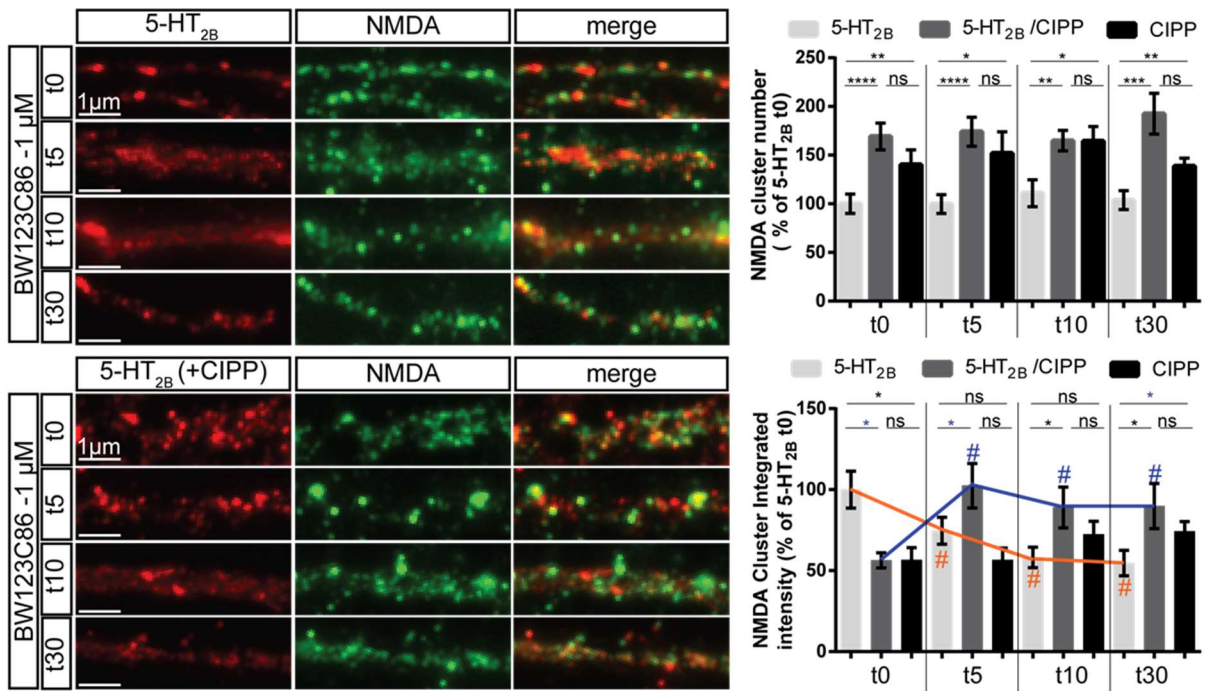 5-HT2B NMDA merge
BW123C86 -1 µM
t0
1µm
t5
t10
t30
5-HT2B (+CIPP) NMDA merge
BW123C86 -1 µM
t0
1µm
t5
t10
t30
5-HT2B 5-HT2B /CIPP CIPP
NMDA cluster number
( % of 5-HT2B t0)
250
200
150
100
50
0
** * * **
**** ns **** ns ** ns *** ns
t0 t5 t10 t30
5-HT2B 5-HT2B /CIPP CIPP
NMDA Cluster Integrated
intensity (% of 5-HT2B t0)
150
100
50
0
* ns ns *
* ns * ns * ns * ns
# # #
# # #
t0 t5 t10 t30